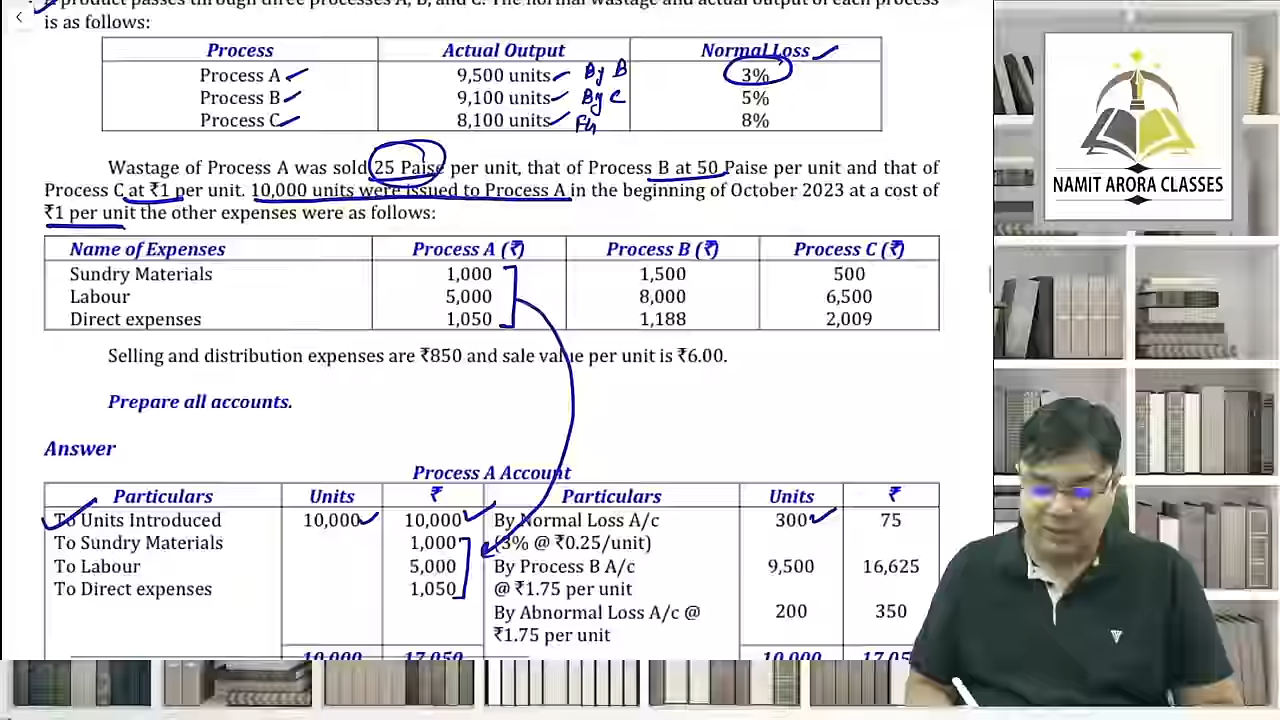 A product passes through three processes A, B, and C. The normal wastage and actual output of each process
is as follows:
Process Actual Output Normal Loss
Process A 9,500 units By B 3%
Process B 9,100 units By C 5%
Process C 8,100 units 8%
Wastage of Process A was sold 25 Paise per unit, that of Process B at 50 Paise per unit and that of
Process C at ₹1 per unit. 10,000 units were issued to Process A in the beginning of October 2023 at a cost of
₹1 per unit the other expenses were as follows:
Name of Expenses Process A (₹) Process B (₹) Process C (₹)
Sundry Materials 1,000 1,500 500
Labour 5,000 8,000 6,500
Direct expenses 1,050 1,188 2,009
Selling and distribution expenses are ₹850 and sale value per unit is ₹6.00.
Prepare all accounts.
Answer
Process A Account
Particulars Units ₹ Particulars Units ₹
To Units Introduced 10,000 10,000 By Normal Loss A/c 300 75
To Sundry Materials 1,000 (3% @ ₹0.25/unit)
To Labour 5,000 By Process B A/c 9,500 16,625
To Direct expenses 1,050 @ ₹1.75 per unit
By Abnormal Loss A/c @ 200 350
₹1.75 per unit
10,000 17,050 10,000 17,05
NAMIT ARORA CLASSES